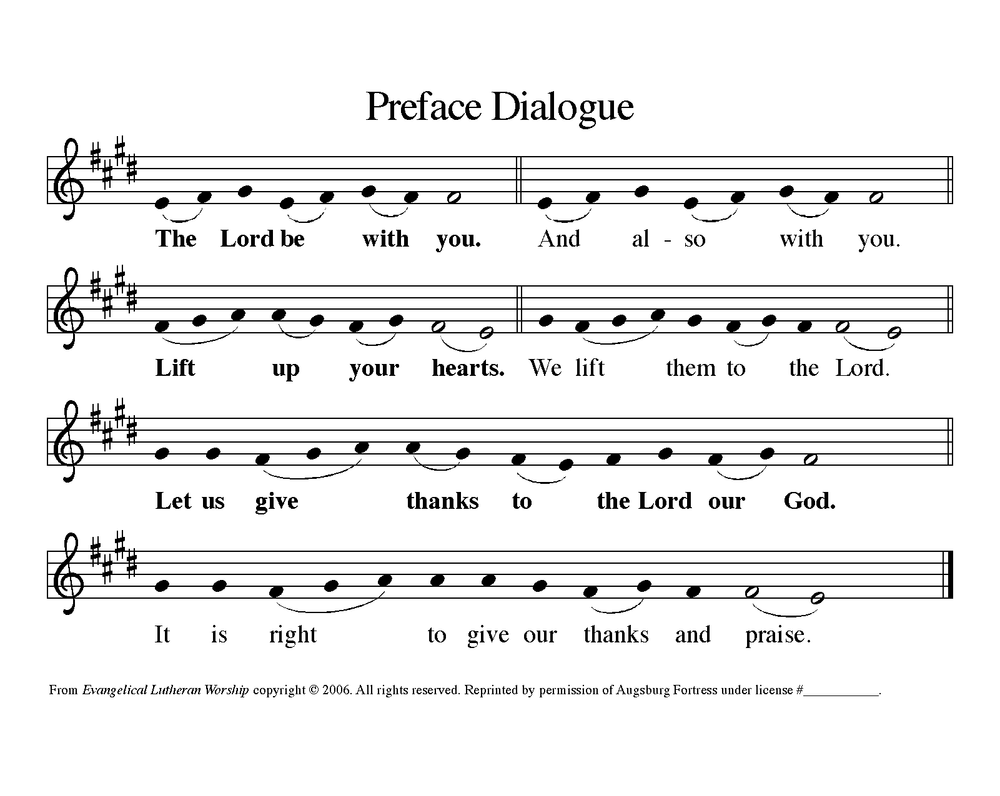 Preface Dialogue
The Lord be with you. And al - so with you.
Lift up your hearts. We lift them to the Lord.
Let us give thanks to the Lord our God.
It is right to give our thanks and praise.
From Evangelical Lutheran Worship copyright © 2006. All rights reserved. Reprinted by permission of Augsburg Fortress under license #___________.